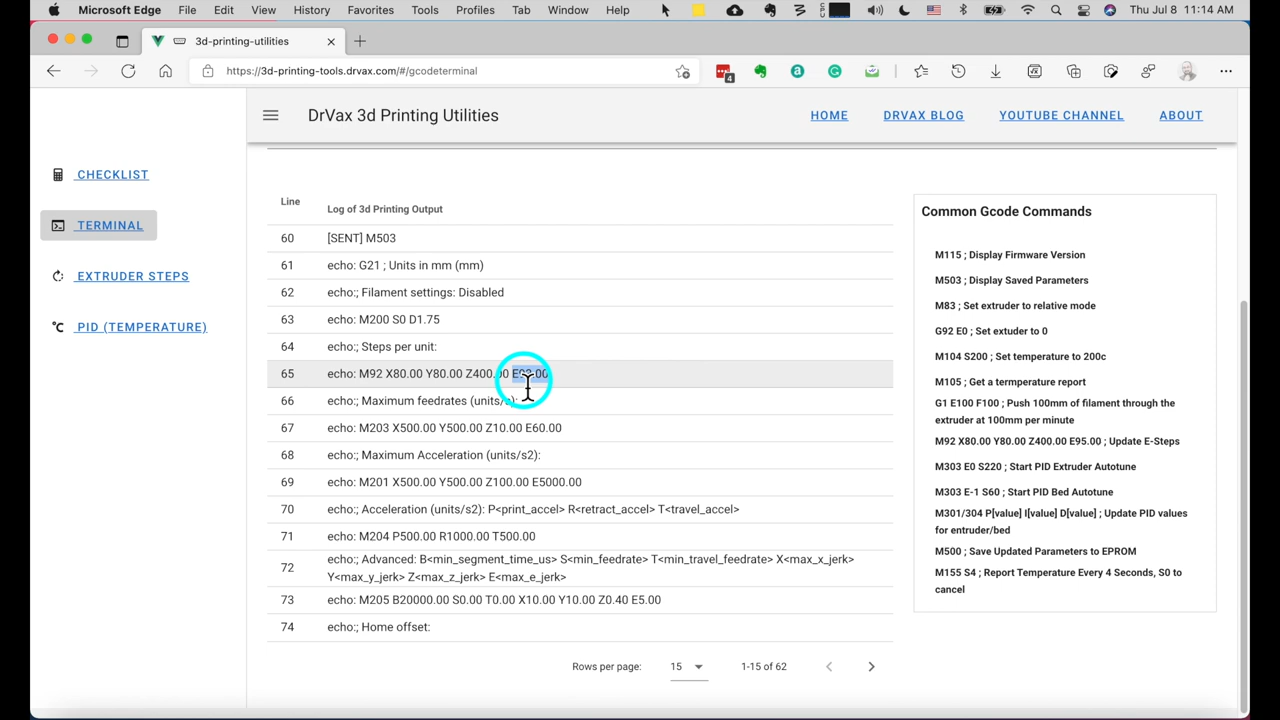 Microsoft Edge File Edit View History Favorites Tools Profiles Tab Window Help Thu Jul 8 11:14 AM
3d-printing-utilities
https://3d-printing-tools.drvax.com/#/gcodeterminal
4
DrVax 3d Printing Utilities
HOME DRVAX BLOG YOUTUBE CHANNEL ABOUT
CHECKLIST
TERMINAL
EXTRUDER STEPS
°C PID (TEMPERATURE)
Line Log of 3d Printing Output
60 [SENT] M503
61 echo: G21 ; Units in mm (mm)
62 echo:; Filament settings: Disabled
63 echo: M200 S0 D1.75
64 echo:; Steps per unit:
65 echo: M92 X80.00 Y80.00 Z400.00 E93.00
66 echo:; Maximum feedrates (units/s):
67 echo: M203 X500.00 Y500.00 Z10.00 E60.00
68 echo:; Maximum Acceleration (units/s2):
69 echo: M201 X500.00 Y500.00 Z100.00 E5000.00
70 echo:; Acceleration (units/s2): P<print_accel> R<retract_accel> T<travel_accel>
71 echo: M204 P500.00 R1000.00 T500.00
72 echo:; Advanced: B<min_segment_time_us> S<min_feedrate> T<min_travel_feedrate> X<max_x_jerk>
Y<max_y_jerk> Z<max_z_jerk> E<max_e_jerk>
73 echo: M205 B20000.00 S0.00 T0.00 X10.00 Y10.00 Z0.40 E5.00
74 echo:; Home offset:
Rows per page: 15 1-15 of 62
Common Gcode Commands
M115 ; Display Firmware Version
M503 ; Display Saved Parameters
M83 ; Set extruder to relative mode
G92 E0 ; Set extuder to 0
M104 S200 ; Set temperature to 200c
M105 ; Get a termperature report
G1 E100 F100 ; Push 100mm of filament through the
extruder at 100mm per minute
M92 X80.00 Y80.00 Z400.00 E95.00 ; Update E-Steps
M303 E0 S220 ; Start PID Extruder Autotune
M303 E-1 S60 ; Start PID Bed Autotune
M301/304 P[value] I[value] D[value] ; Update PID values
for entruder/bed
M500 ; Save Updated Parameters to EPROM
M155 S4 ; Report Temperature Every 4 Seconds, S0 to
cancel